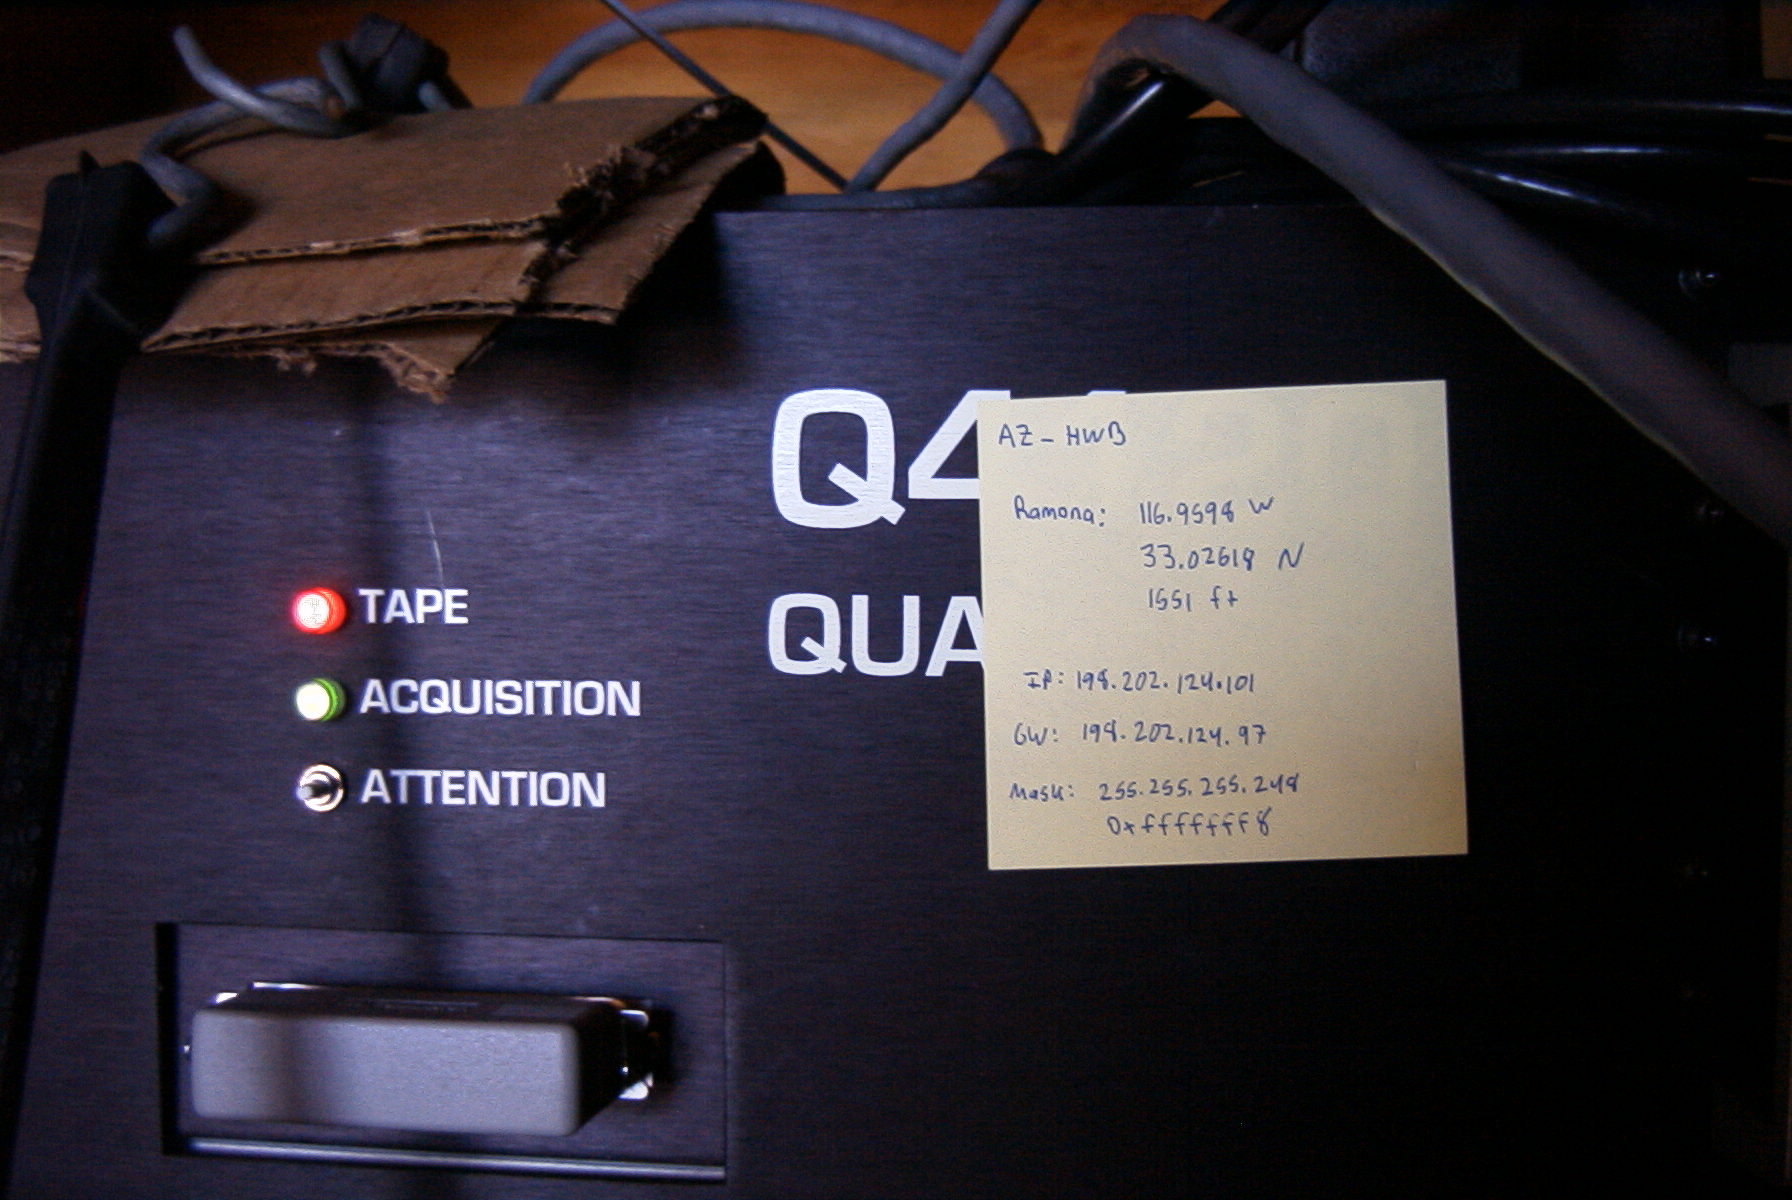 Q4
QUA
TAPE
ACQUISITION
ATTENTION
AZ - HWB
Ramona: 116.9598 W
33.02618 N
1551 ft
IP: 198.202.124.101
GW: 198.202.124.97
Mask: 255.255.255.248
0xfffffff8